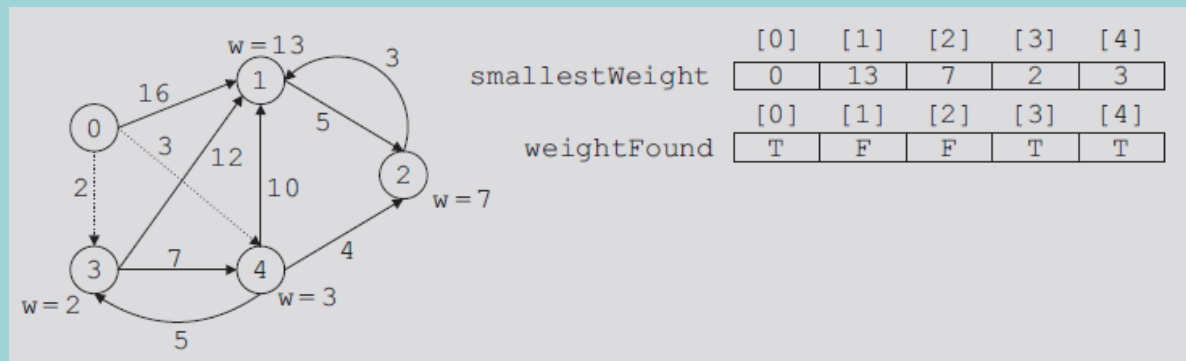 w = 13
3
16
1
0
3
12
5
10
2
2
w = 7
7
4
3
4
w = 2
w = 3
5
[0] [1] [2] [3] [4]
smallestWeight 0 13 7 2 3
[0] [1] [2] [3] [4]
weightFound T F F T T